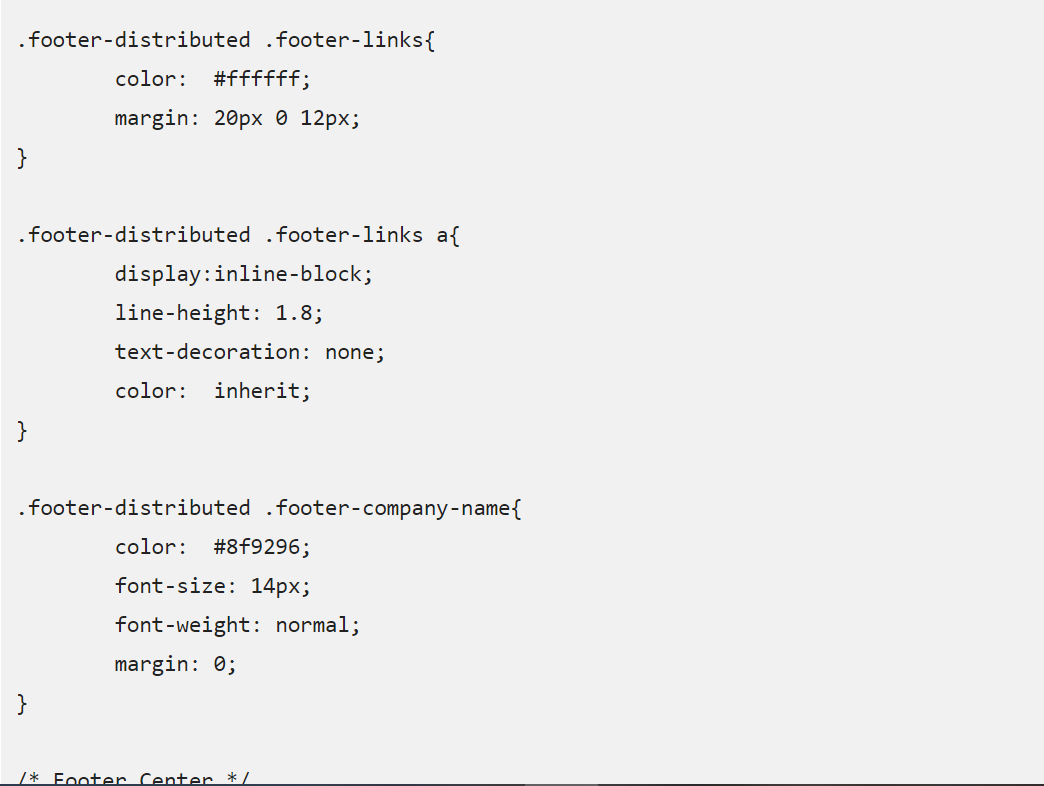 .footer-distributed .footer-links{
        color:  #ffffff;
        margin: 20px 0 12px;
}

.footer-distributed .footer-links a{
        display:inline-block;
        line-height: 1.8;
        text-decoration: none;
        color:  inherit;
}

.footer-distributed .footer-company-name{
        color:  #8f9296;
        font-size: 14px;
        font-weight: normal;
        margin: 0;
}

/* Footer Center */